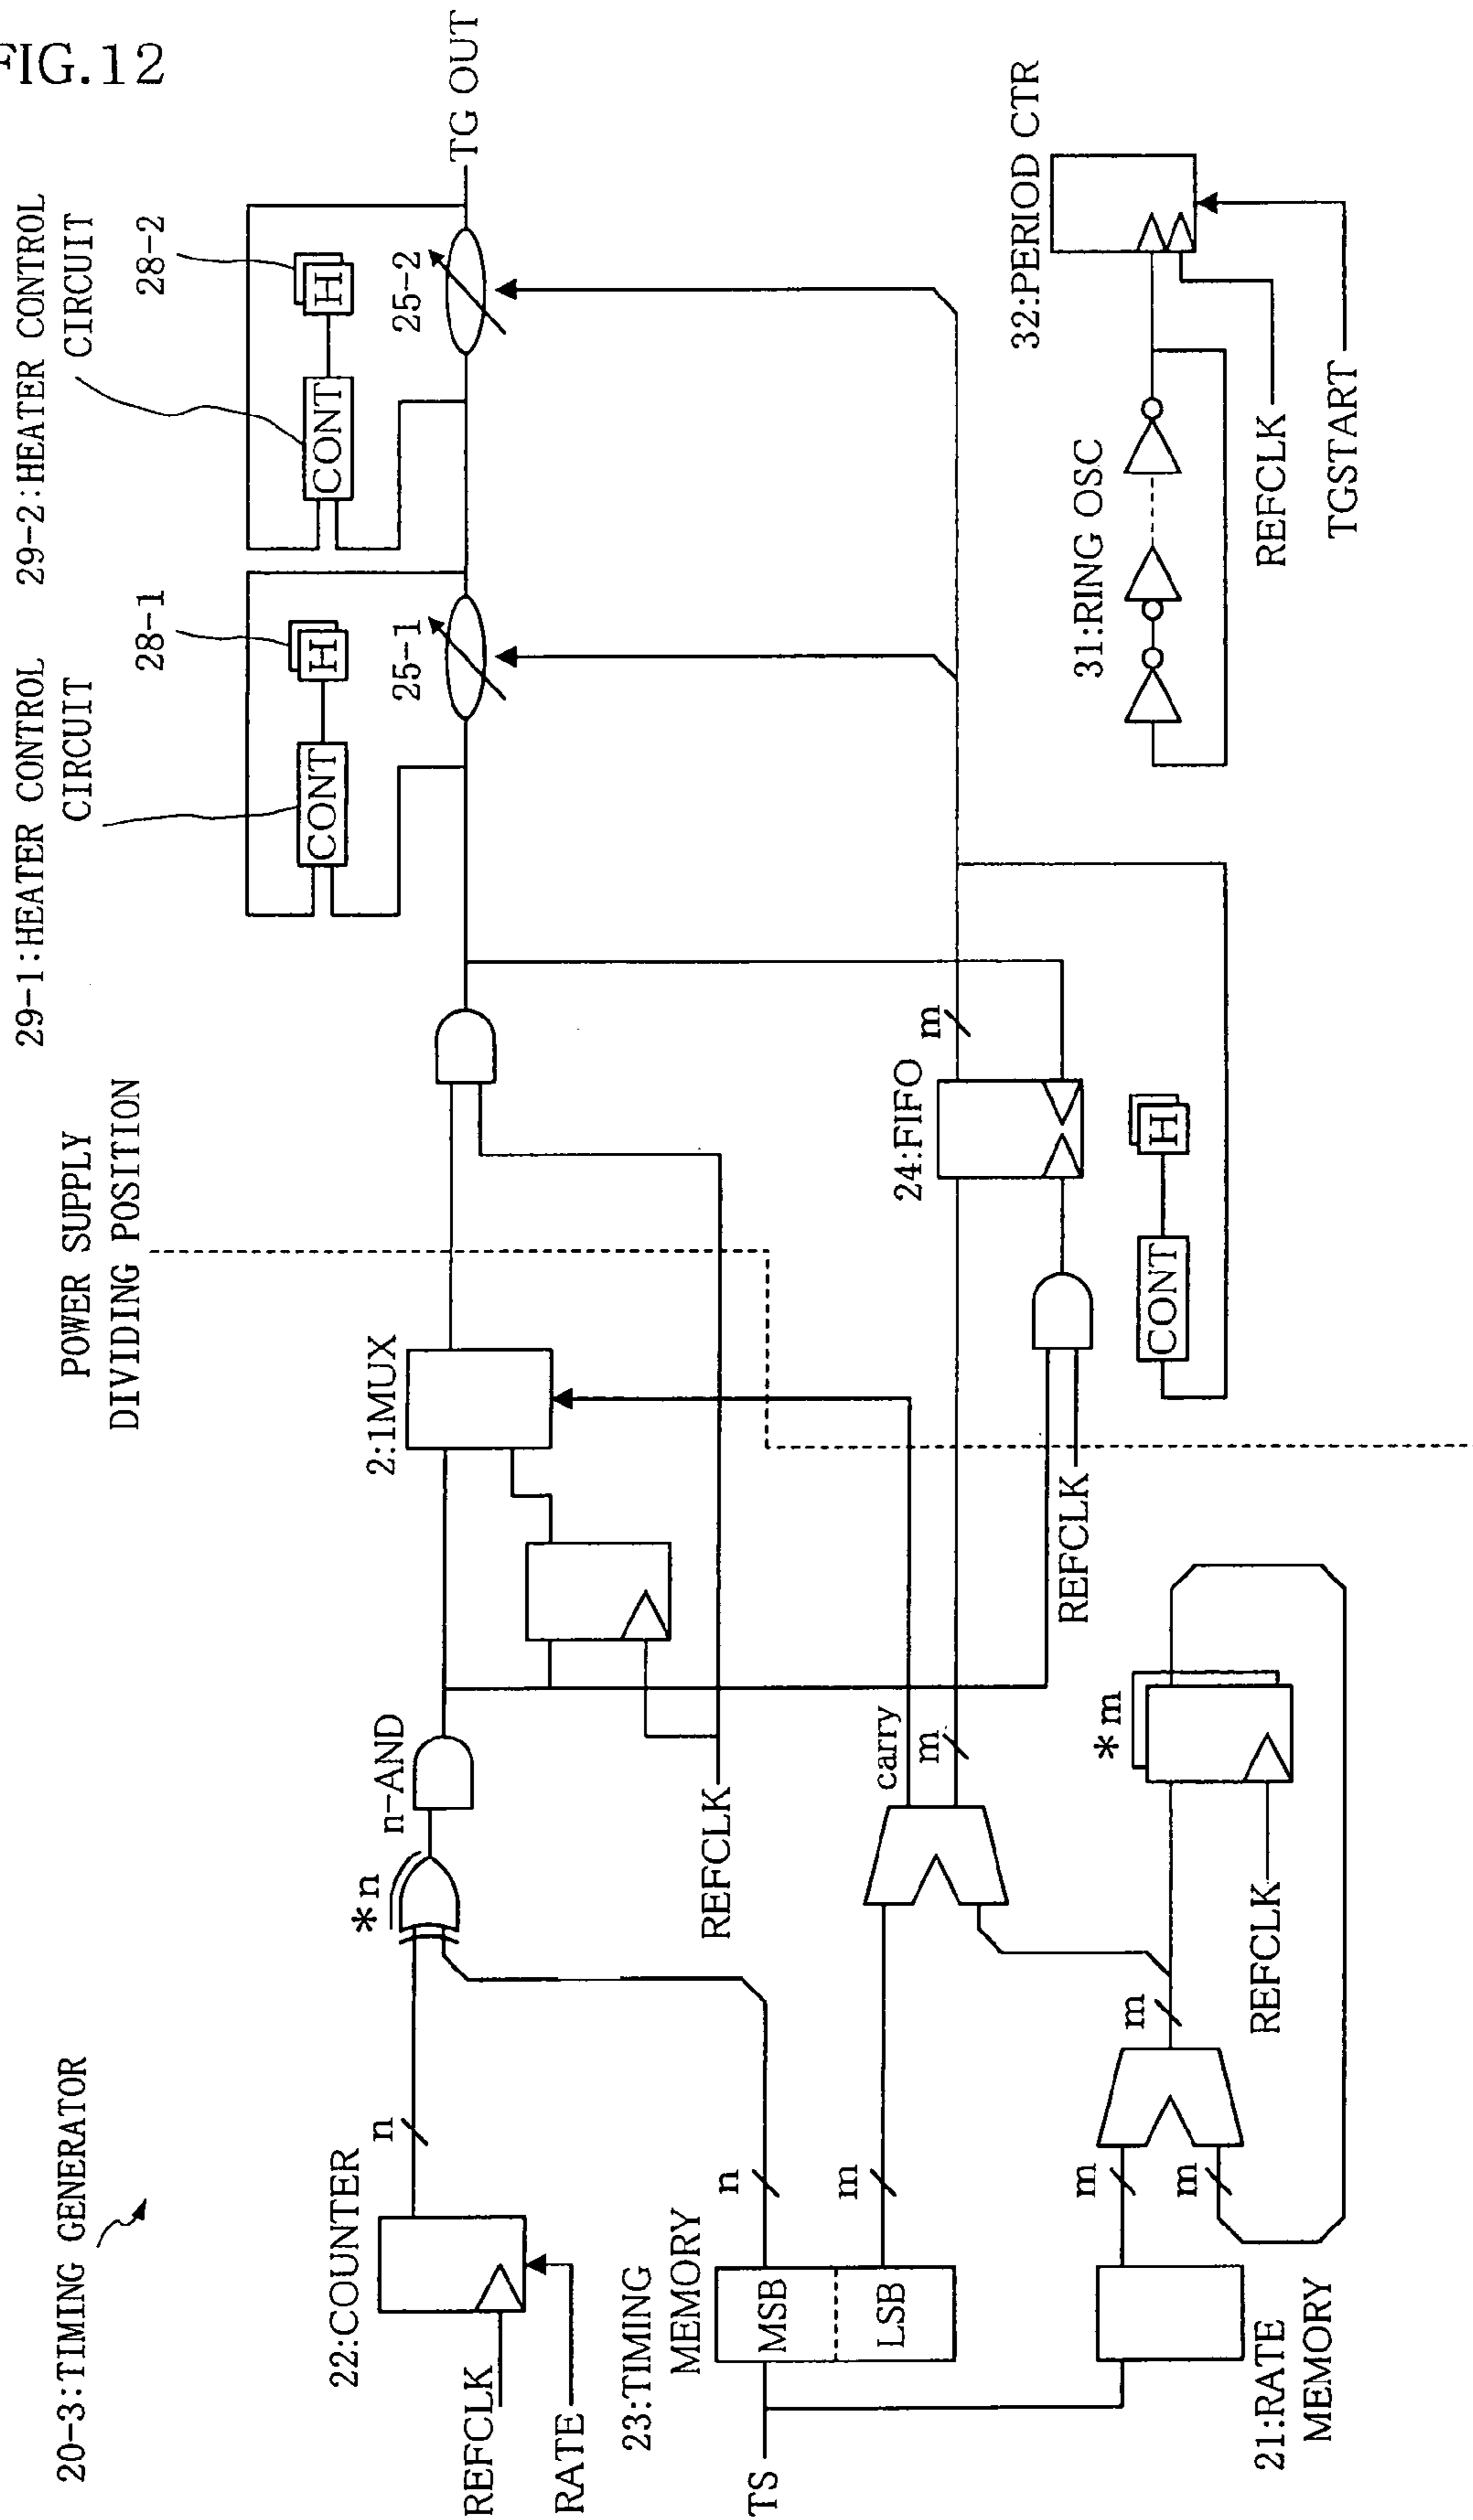 FIG.12
20-3:TIMING GENERATOR
POWER SUPPLY
DIVIDING POSITION
29-1:HEATER CONTROL
CIRCUIT
29-2:HEATER CONTROL
CIRCUIT
28-1
28-2
CONT
H
CONT
H
25-1
25-2
TG OUT
22:COUNTER
n
REFCLK
RATE
*n
n-AND
2:1MUX
REFCLK
23:TIMING
MEMORY
MSB
LSB
n
m
TS
carry
m
24:FIFO
m
REFCLK
CONT
H
21:RATE
MEMORY
m
m
m
*m
REFCLK
31:RING OSC
32:PERIOD CTR
REFCLK
TGSTART